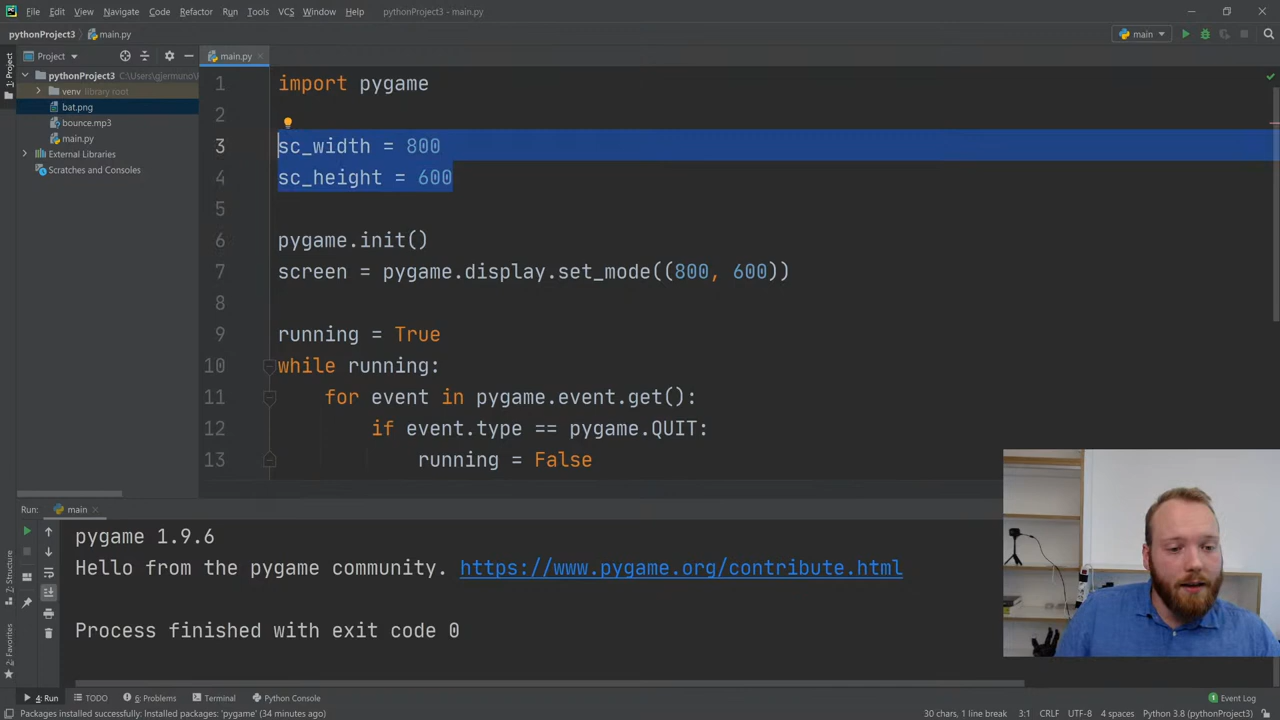 File Edit View Navigate Code Refactor Run Tools VCS Window Help pythonProject3 - main.py
pythonProject3 main.py main
1: Project
Project
main.py
pythonProject3
venv library root
bat.png
bounce.mp3
main.py
External Libraries
Scratches and Consoles
1 import pygame
2
3 sc_width = 800
4 sc_height = 600
5
6 pygame.init()
7 screen = pygame.display.set_mode((800, 600))
8
9 running = True
10 while running:
11 for event in pygame.event.get():
12 if event.type == pygame.QUIT:
13 running = False
Run: main
pygame 1.9.6
Hello from the pygame community. https://www.pygame.org/contribute.html
Process finished with exit code 0
7: Structure
2: Favorites
4: Run TODO 6: Problems Terminal Python Console Event Log
Packages installed successfully: Installed packages: 'pygame' (34 minutes ago) 30 chars, 1 line break 3:1 CRLF UTF-8 4 spaces Python 3.8 (pythonProject3)